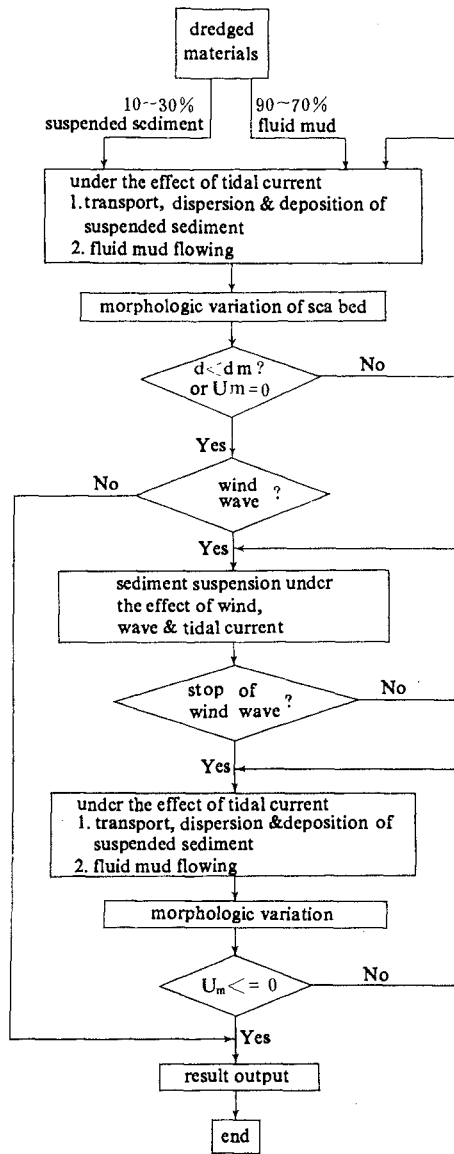 dredged
materials
10~30%
suspended sediment
90~70%
fluid mud
under the effect of tidal current
1. transport, dispersion & deposition of
suspended sediment
2. fluid mud flowing
morphologic variation of sca bed
d<dm?
or Um=0
No
Yes
No
wind
wave ?
Yes
sediment suspension under
the effect of wind,
wave & tidal current
stop of
wind wave ?
No
Yes
under the effect of tidal current
1. transport, dispersion &deposition of
suspended sediment
2. fluid mud flowing
morphologic variation
Um<= 0
No
Yes
result output
end